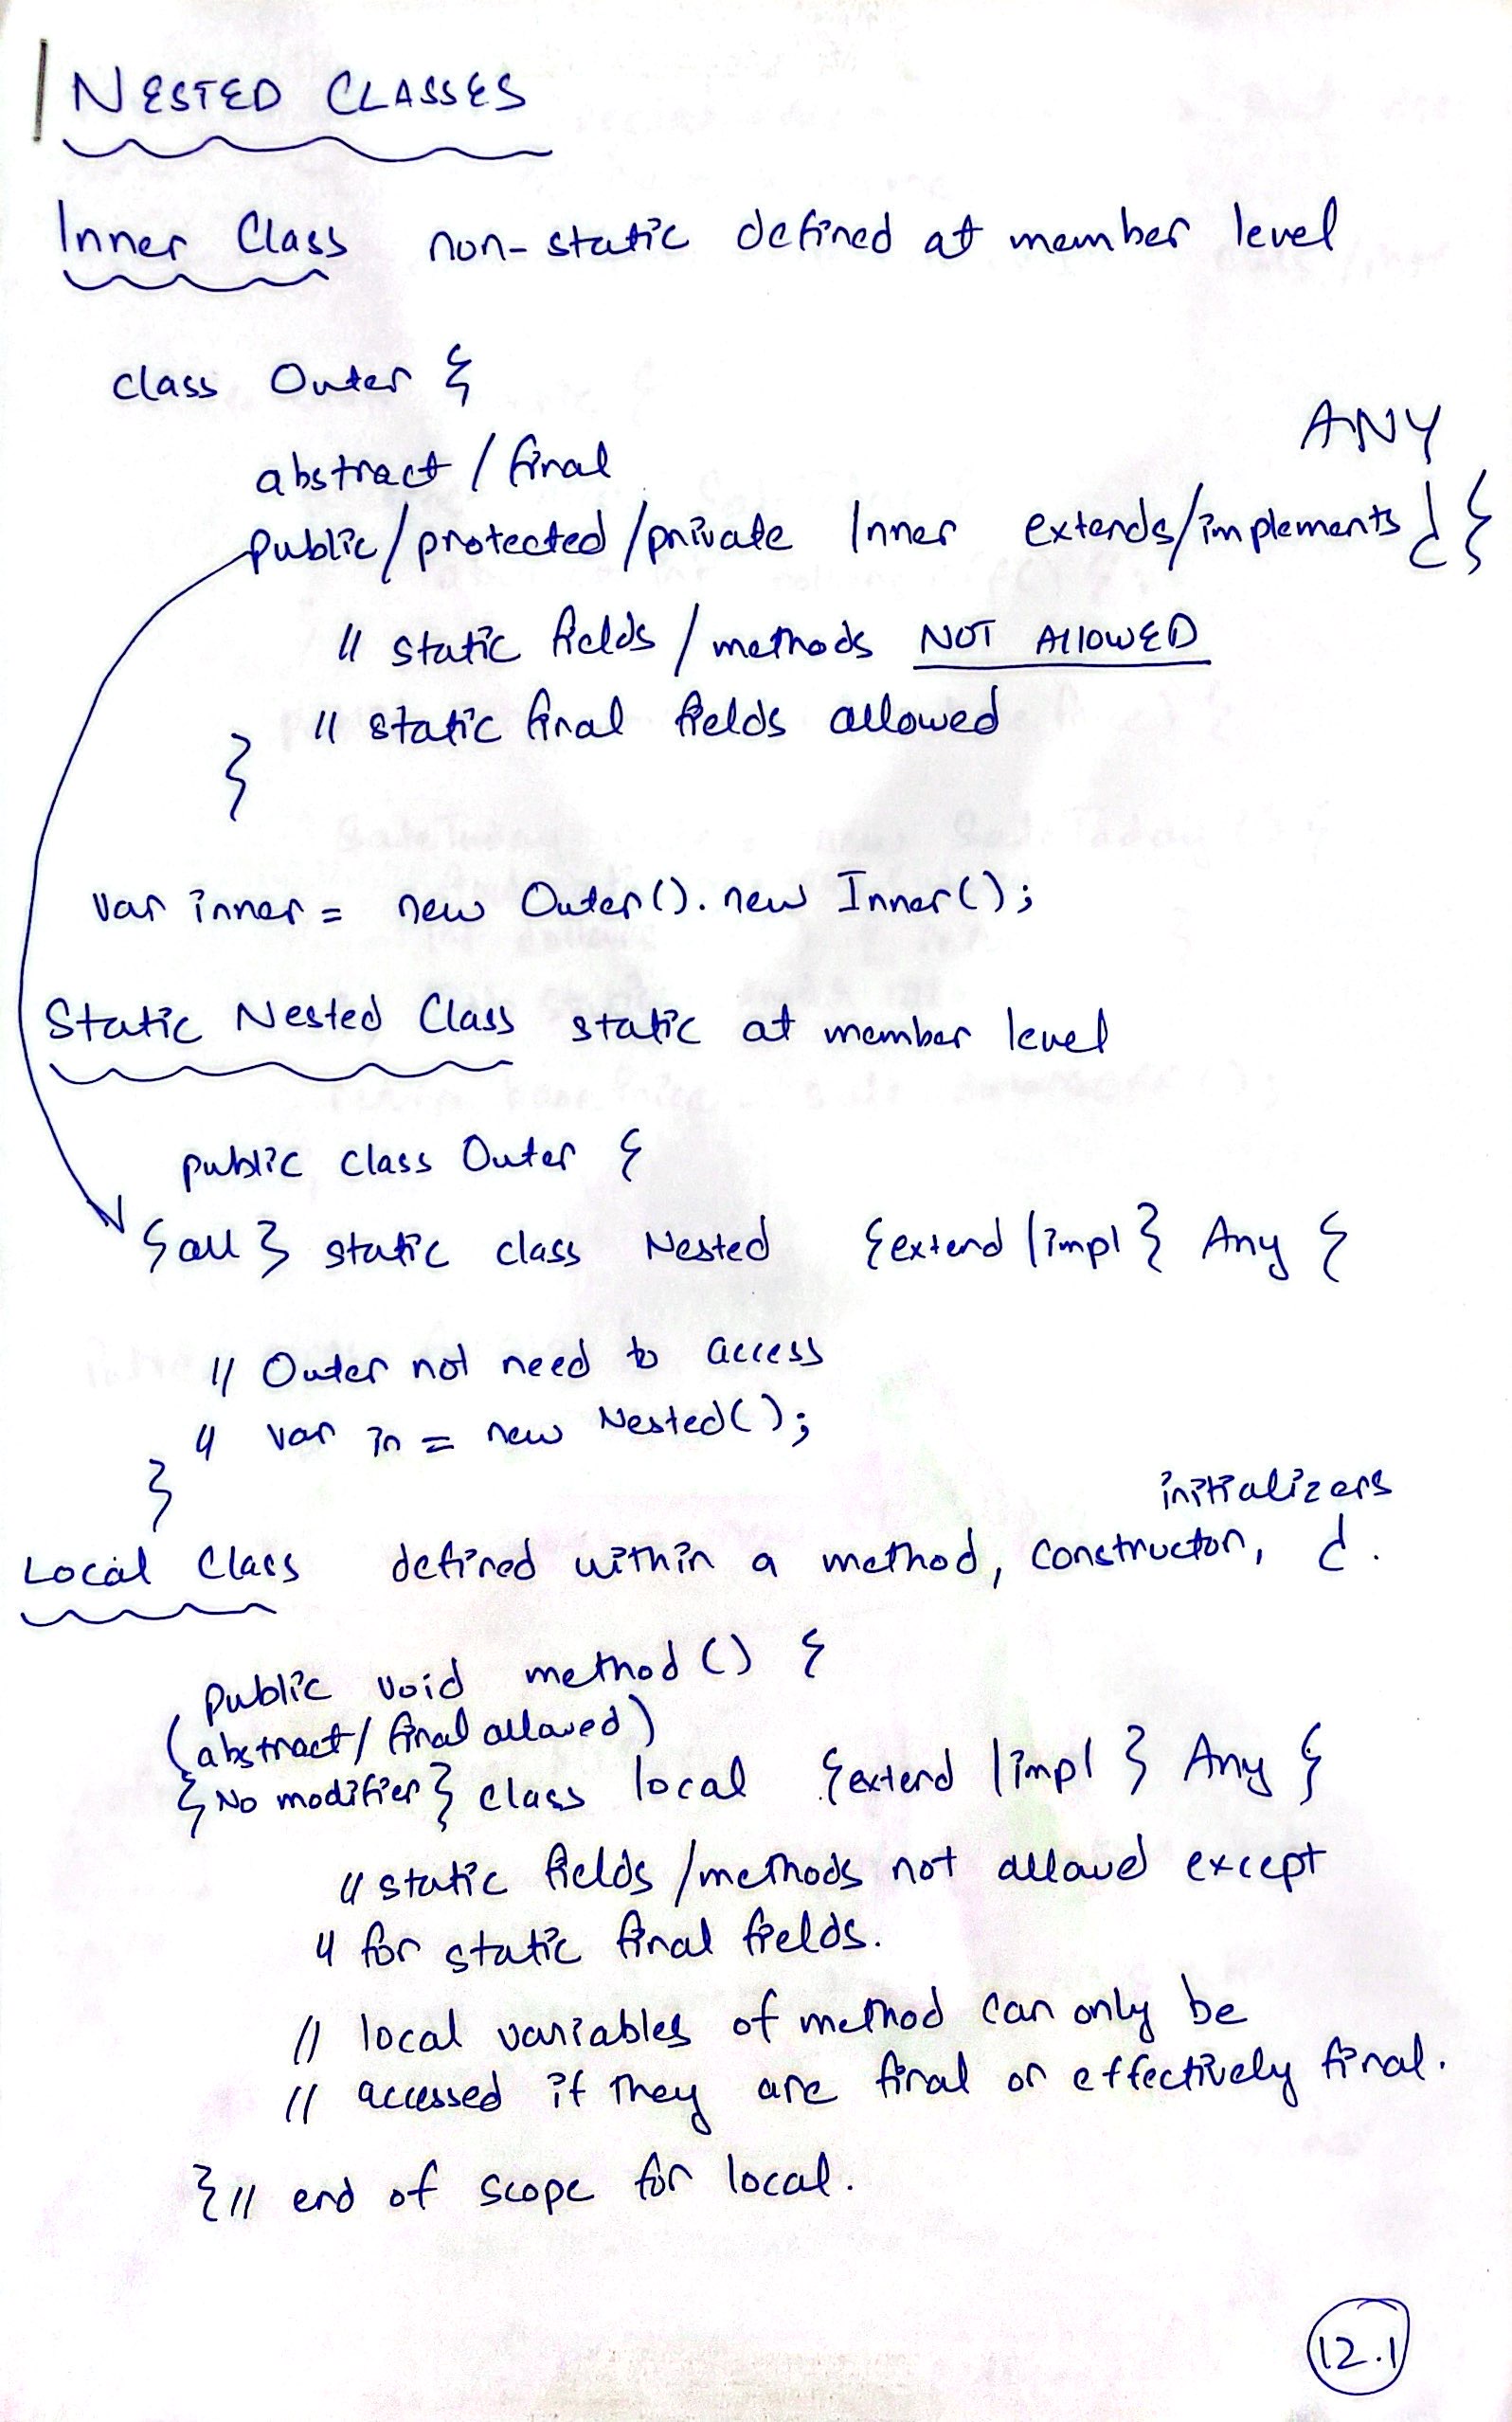 NESTED CLASSES
Inner Class non-static defined at member level
class Outer {
abstract / final
ANY
public/protected/private Inner extends/implements {
// static fields / methods NOT AllOWED
// static final fields allowed
}
var inner = new Outer(). new Inner();
Static Nested Class static at member level
public class Outer {
{all} static class Nested {extend | impl} Any {
// Outer not need to access
// var in = new Nested();
}
initializers
Local Class defined within a method, constructor, .
public void method () {
(abstract / final allowed)
{No modifier} class local {extend | impl} Any {
// static fields /methods not allowed except
// for static final fields.
// local variables of method can only be
// accessed if they are final or effectively final.
} // end of scope for local.
12.1